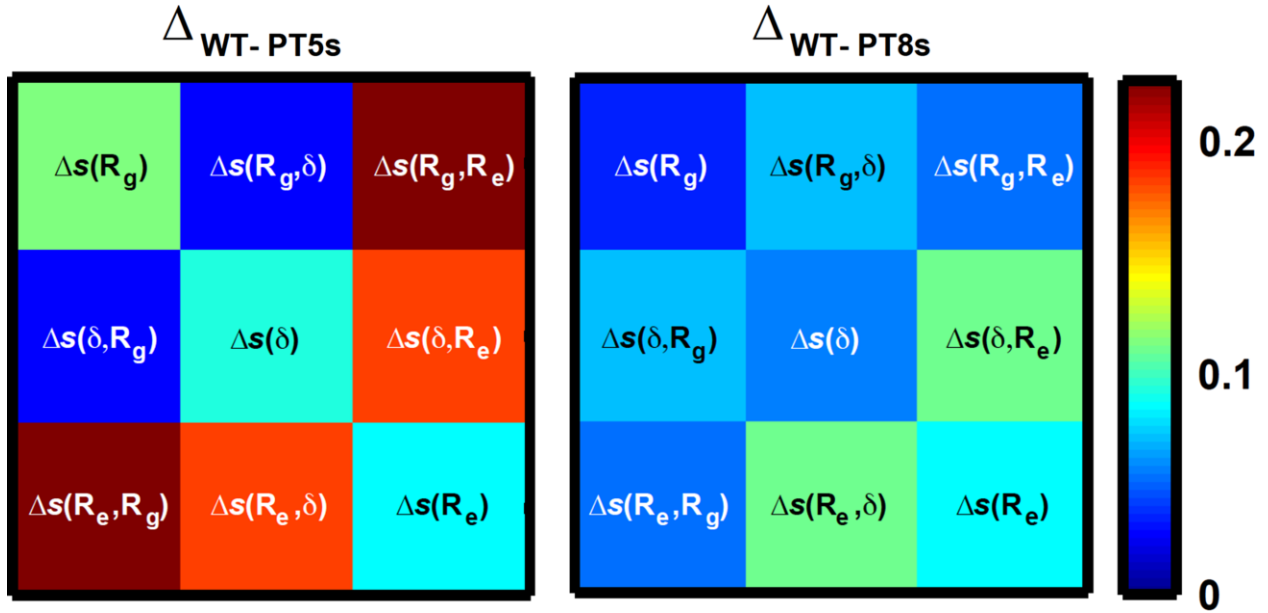 Δ WT- PT5s
Δ WT- PT8s
Δs(Rg) Δs(Rg,δ) Δs(Rg,Re)
Δs(δ,Rg) Δs(δ) Δs(δ,Re)
Δs(Re,Rg) Δs(Re,δ) Δs(Re)
Δs(Rg) Δs(Rg,δ) Δs(Rg,Re)
Δs(δ,Rg) Δs(δ) Δs(δ,Re)
Δs(Re,Rg) Δs(Re,δ) Δs(Re)
0.2
0.1
0